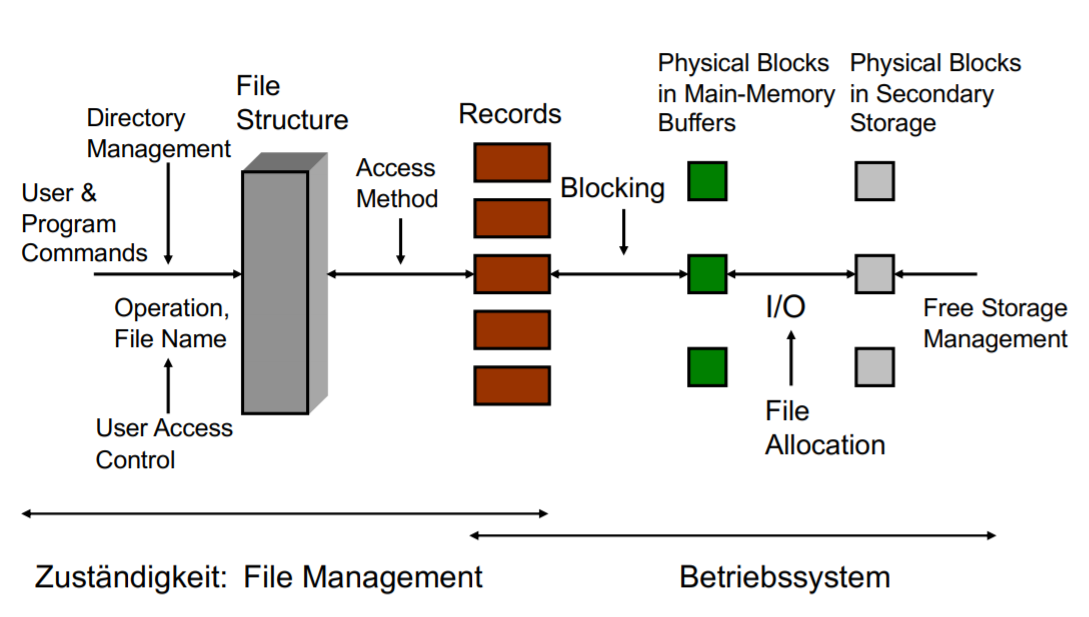 File
Structure
Directory
Management
User &
Program
Commands
Operation,
File Name
User Access
Control
Access
Method
Records
Blocking
Physical Blocks
in Main-Memory
Buffers
Physical Blocks
in Secondary
Storage
I/O
File
Allocation
Free Storage
Management
Zuständigkeit: File Management
Betriebssystem